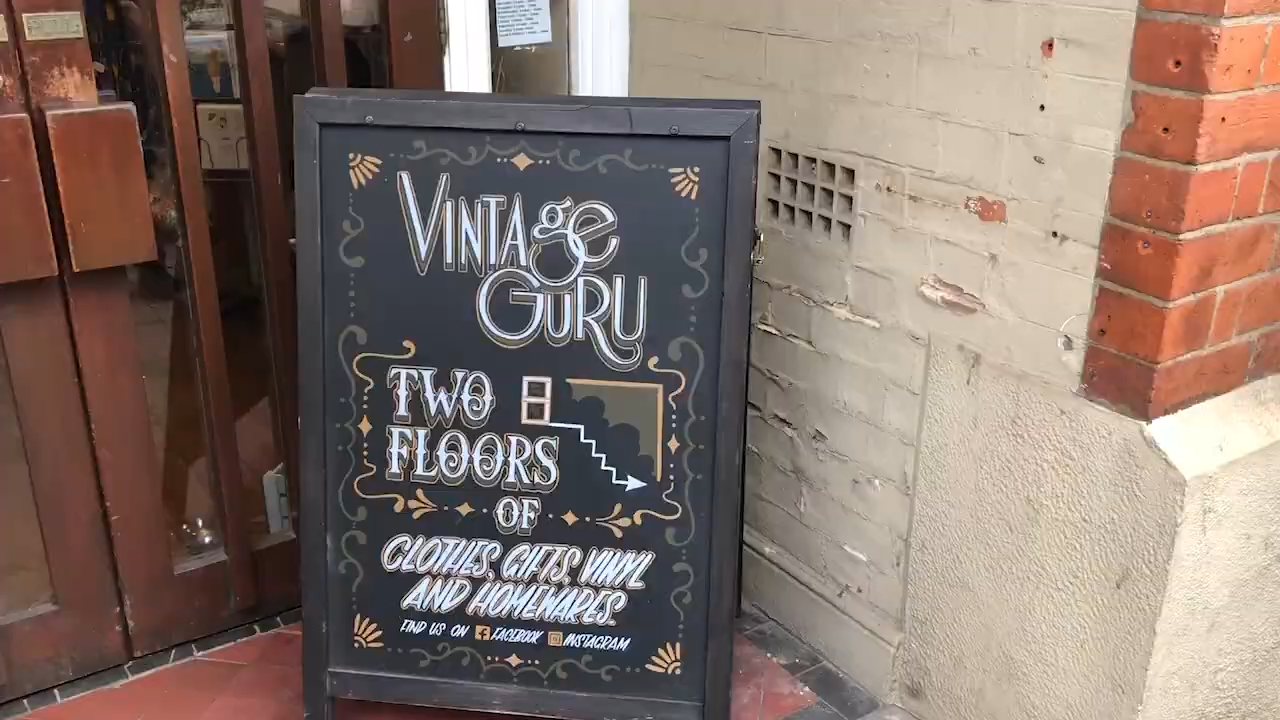 VINTAge
GURU
TWO
FLOORS
OF
CLOTHES, GIFTS, VINYL
AND HOMEWARES.
FIND US ON FACEBOOK INSTAGRAM